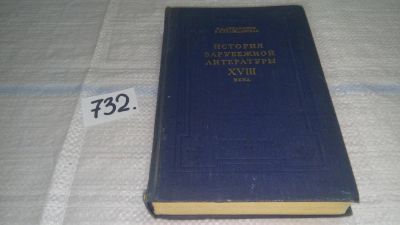 732.
ИСТОРИЯ
ЗАРУБЕЖНОЙ
ЛИТЕРАТУРЫ
XVIII
ВЕКА